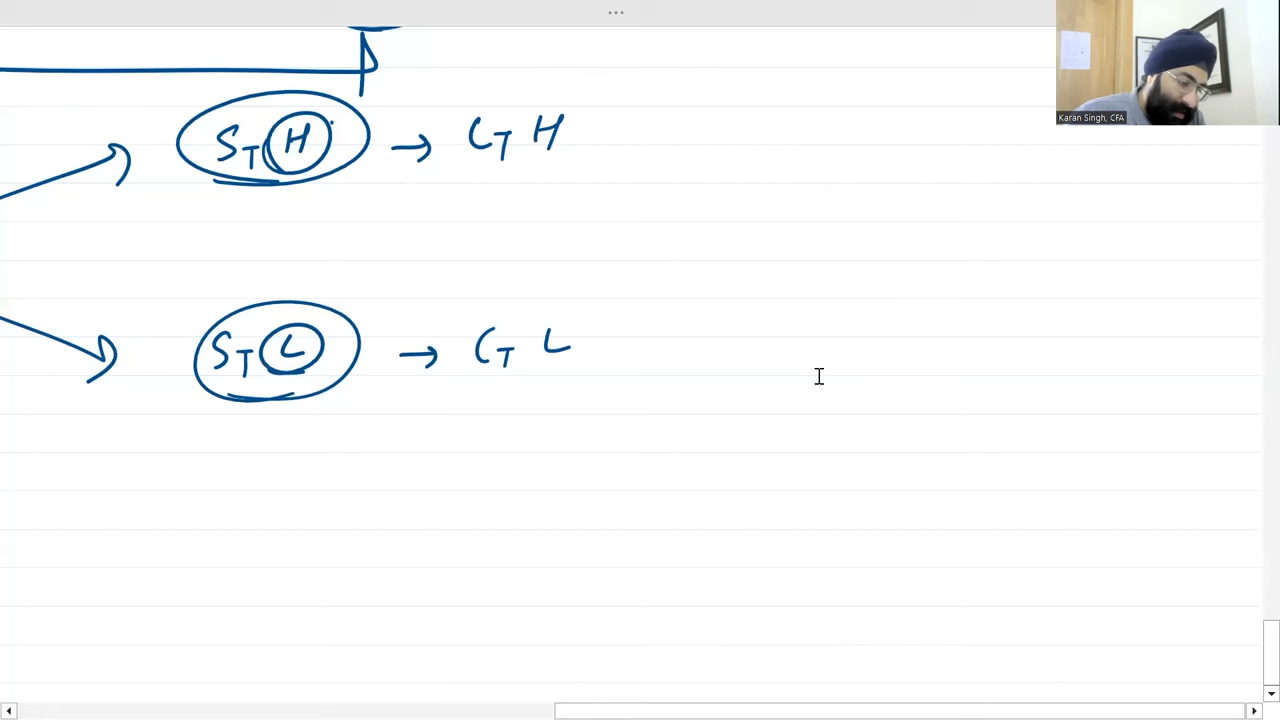 Karan Singh, CFA
S_T H → C_T H
S_T L → C_T L